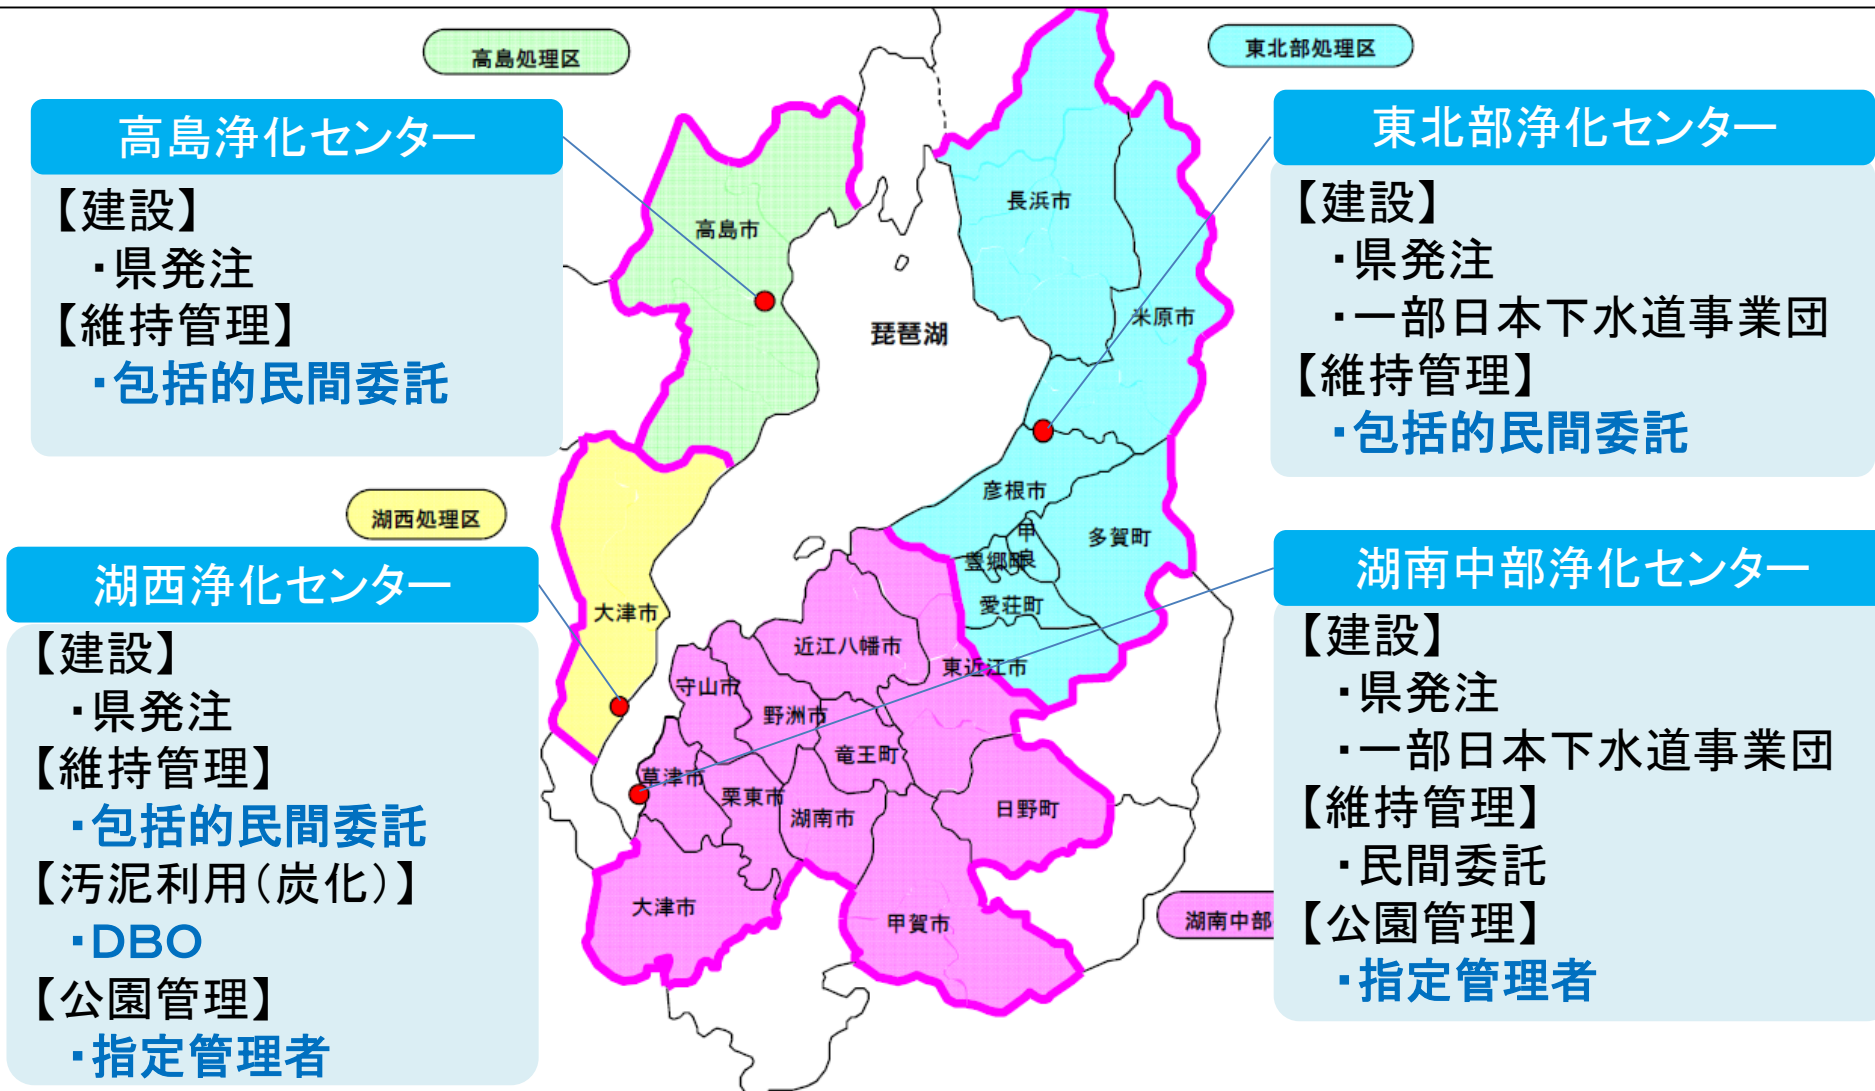 高島処理区
東北部処理区
高島浄化センター
【建設】
・県発注
【維持管理】
・包括的民間委託
東北部浄化センター
【建設】
・県発注
・一部日本下水道事業団
【維持管理】
・包括的民間委託
高島市
長浜市
米原市
琵琶湖
彦根市
甲良
多賀町
豊郷町
愛荘町
湖西処理区
湖西浄化センター
【建設】
・県発注
【維持管理】
・包括的民間委託
【汚泥利用(炭化)】
・DBO
【公園管理】
・指定管理者
大津市
近江八幡市
東近江市
守山市
野洲市
竜王町
草津市
栗東市
湖南市
日野町
大津市
甲賀市
湖南中部
湖南中部浄化センター
【建設】
・県発注
・一部日本下水道事業団
【維持管理】
・民間委託
【公園管理】
・指定管理者